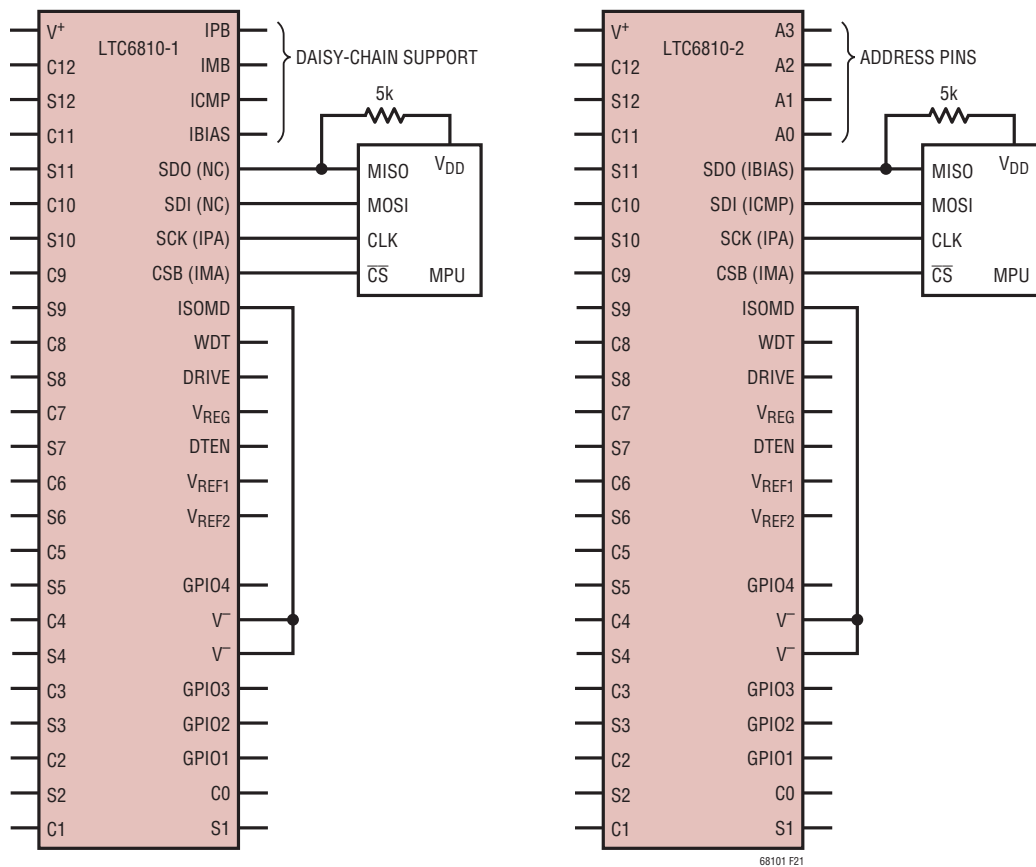 LTC6810-1
V+
C12
S12
C11
S11
C10
S10
C9
S9
C8
S8
C7
S7
C6
S6
C5
S5
C4
S4
C3
S3
C2
S2
C1
IPB
IMB
ICMP
IBIAS
SDO (NC)
SDI (NC)
SCK (IPA)
CSB (IMA)
ISOMD
WDT
DRIVE
VREG
DTEN
VREF1
VREF2
GPIO4
V–
V–
GPIO3
GPIO2
GPIO1
C0
S1
DAISY-CHAIN SUPPORT
5k
MISO VDD
MOSI
CLK
C̅S̅ MPU
LTC6810-2
V+
C12
S12
C11
S11
C10
S10
C9
S9
C8
S8
C7
S7
C6
S6
C5
S5
C4
S4
C3
S3
C2
S2
C1
A3
A2
A1
A0
SDO (IBIAS)
SDI (ICMP)
SCK (IPA)
CSB (IMA)
ISOMD
WDT
DRIVE
VREG
DTEN
VREF1
VREF2
GPIO4
V–
V–
GPIO3
GPIO2
GPIO1
C0
S1
ADDRESS PINS
5k
MISO VDD
MOSI
CLK
C̅S̅ MPU
68101 F21